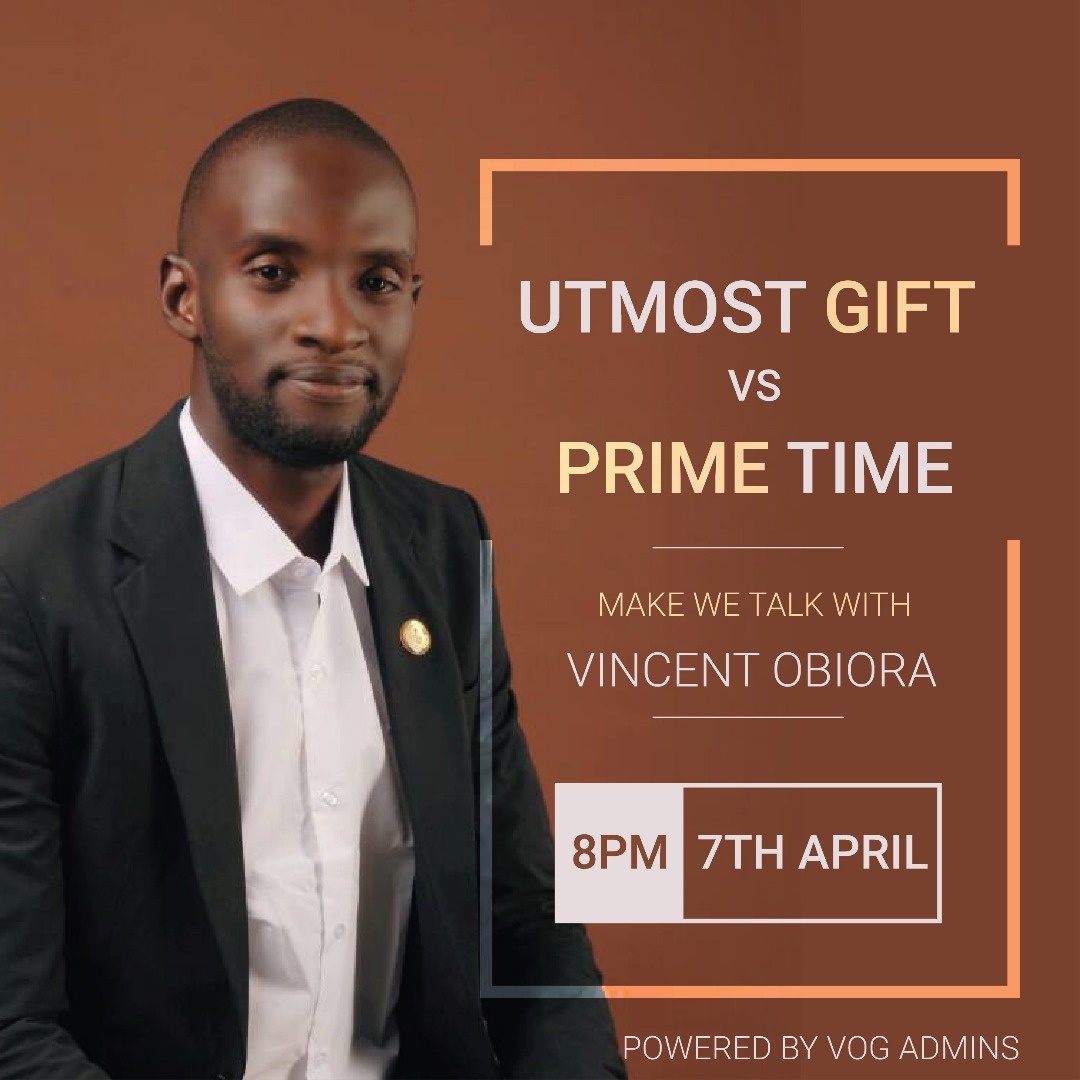 UTMOST GIFT
VS
PRIME TIME
MAKE WE TALK WITH
VINCENT OBIORA
8PM 7TH APRIL
POWERED BY VOG ADMINS